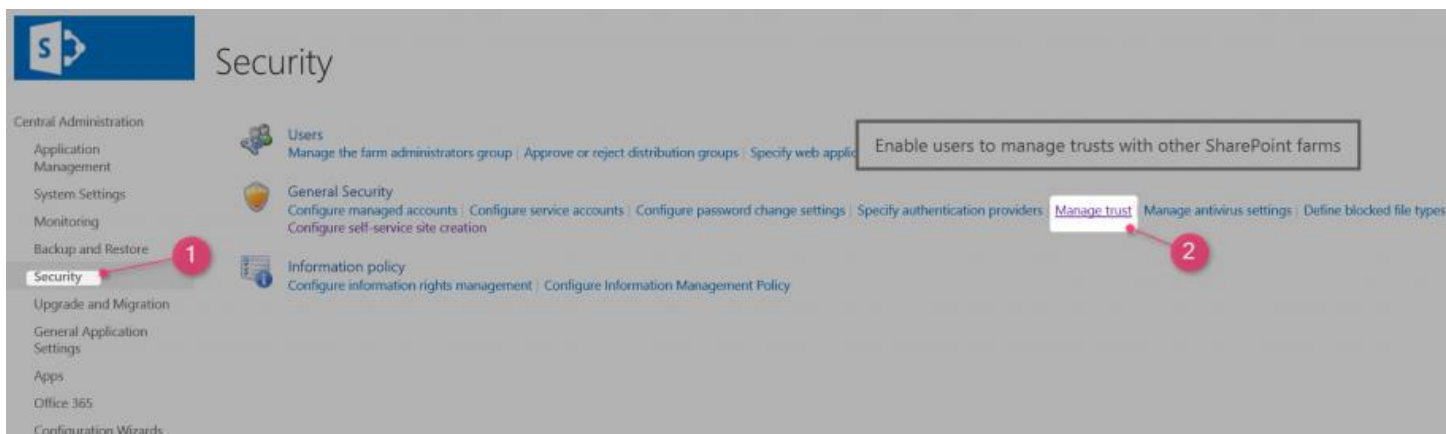 S
Security
Central Administration
Application
Management
System Settings
Monitoring
Backup and Restore
Security
Upgrade and Migration
General Application
Settings
Apps
Office 365
Configuration Wizards
1
Users
Manage the farm administrators group | Approve or reject distribution groups | Specify web applic
Enable users to manage trusts with other SharePoint farms
General Security
Configure managed accounts | Configure service accounts | Configure password change settings | Specify authentication providers | Manage trust | Manage antivirus settings | Define blocked file types
Configure self-service site creation
2
Information policy
Configure information rights management | Configure Information Management Policy